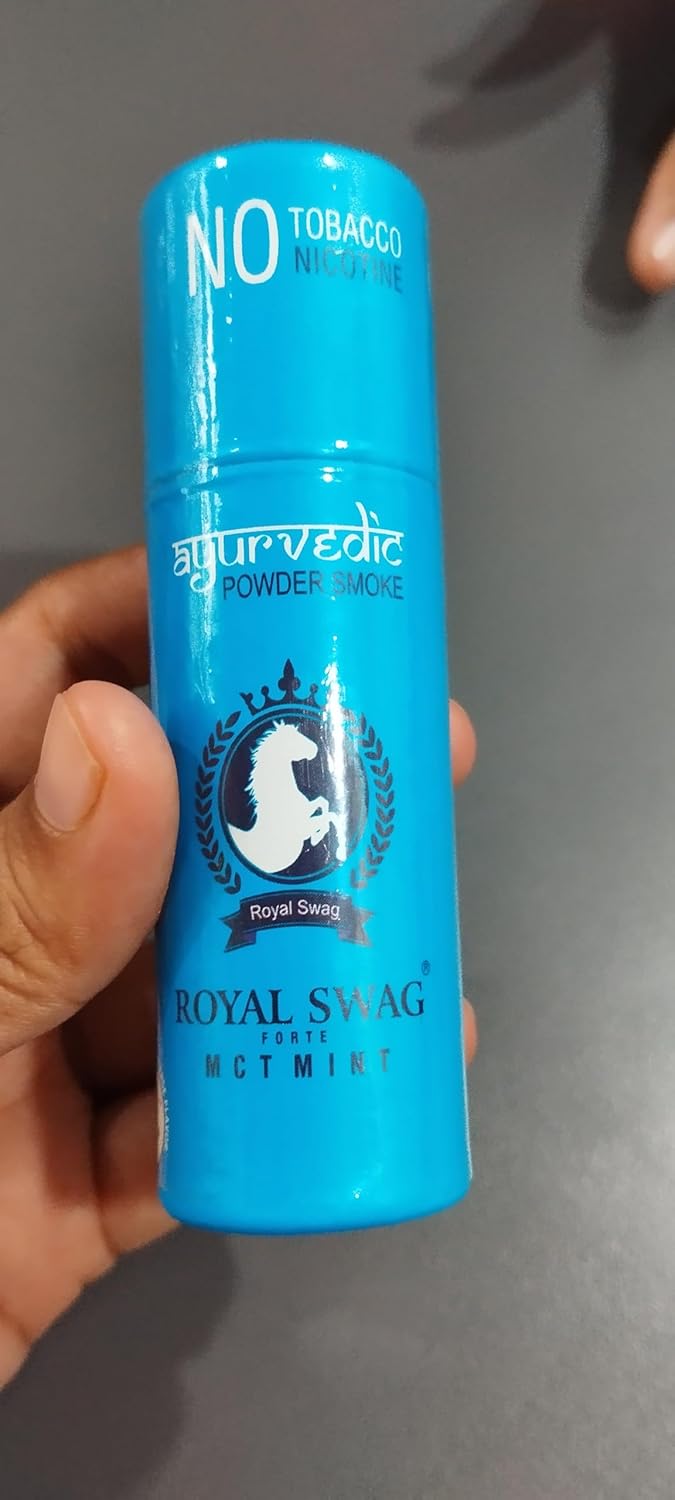 NO TOBACCO
NICOTINE
ayurvedic
POWDER SMOKE
Royal Swag
ROYAL SWAG®
FORTE
MCT MINT